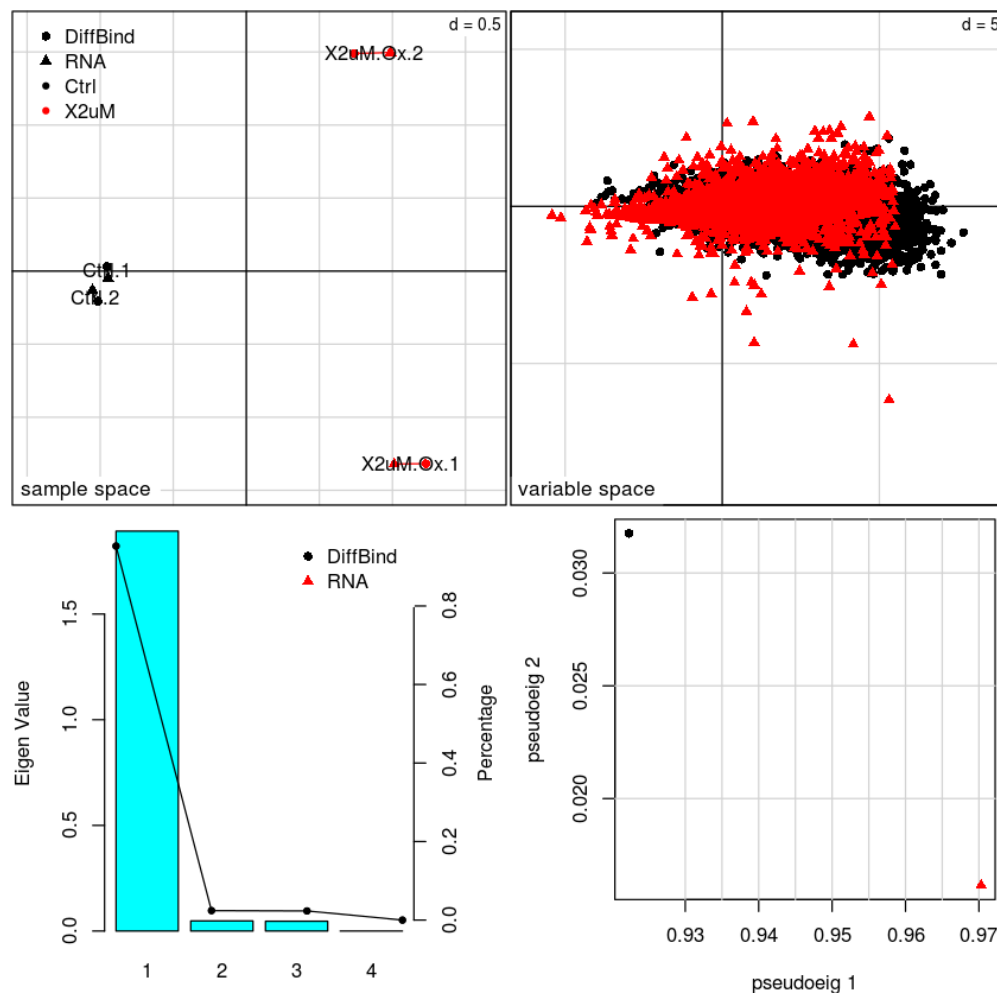 d = 0.5
DiffBind
RNA
Ctrl
X2uM
X2uM.Ox.2
Ctrl.1
Ctrl.2
X2uM.Ox.1
sample space
d = 5
variable space
DiffBind
RNA
Eigen Value
0.0
0.5
1.0
1.5
Percentage
0.0
0.2
0.4
0.6
0.8
1
2
3
4
pseudoeig 2
0.030
0.025
0.020
0.93
0.94
0.95
0.96
0.97
pseudoeig 1